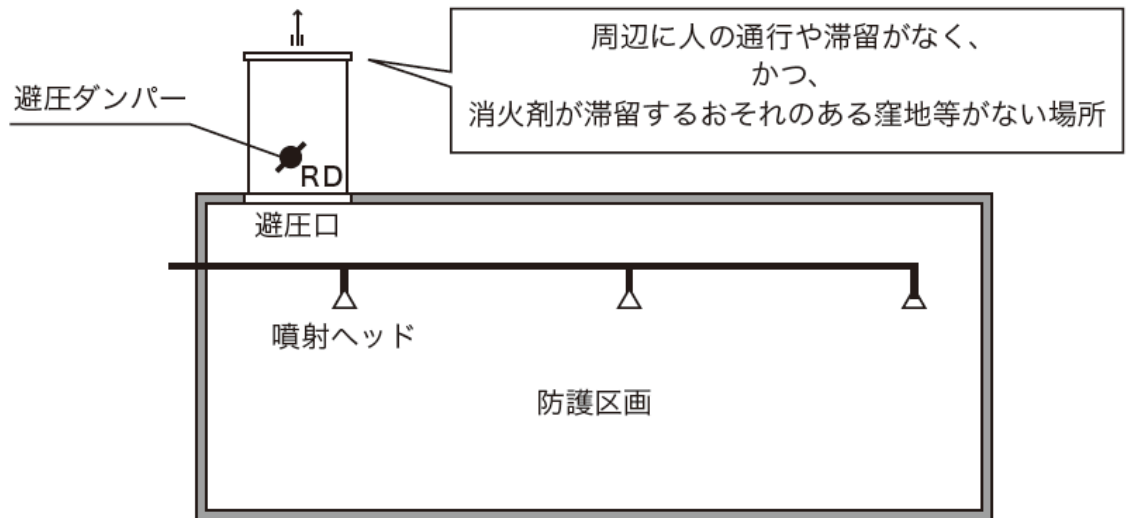 周辺に人の通行や滞留がなく、
かつ、
消火剤が滞留するおそれのある窪地等がない場所
避圧ダンパー
RD
避圧口
噴射ヘッド
防護区画